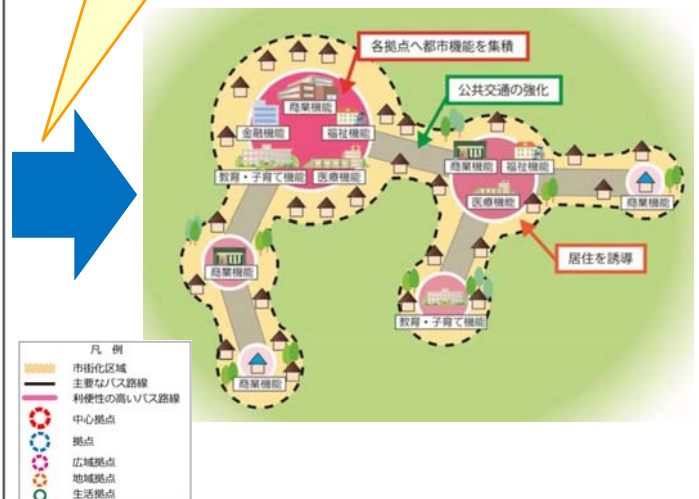 各拠点へ都市機能を集積
公共交通の強化
商業機能
金融機能
福祉機能
教育・子育て機能
医療機能
商業機能
福祉機能
医療機能
商業機能
居住を誘導
商業機能
教育・子育て機能
商業機能
凡 例
市街化区域
主要なバス路線
利便性の高いバス路線
中心拠点
拠点
広域拠点
地域拠点
生活拠点